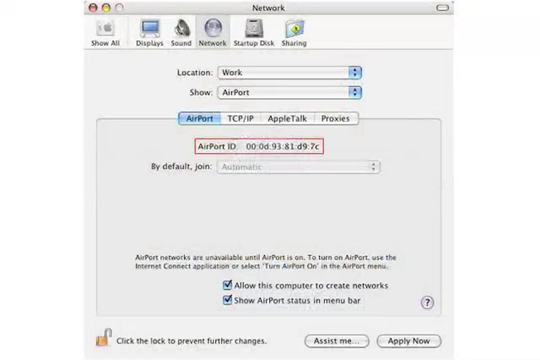 Network
Show All Displays Sound Network Startup Disk Sharing
Location: Work
Show: AirPort
AirPort TCP/IP AppleTalk Proxies
AirPort ID: 00:0d:93:81:d9:7c
By default, join: Automatic
AirPort networks are unavailable until AirPort is on. To turn on AirPort, use the
Internet Connect application or select 'Turn AirPort On' in the AirPort menu.
Allow this computer to create networks
Show AirPort status in menu bar
?
Click the lock to prevent further changes.
Assist me... Apply Now